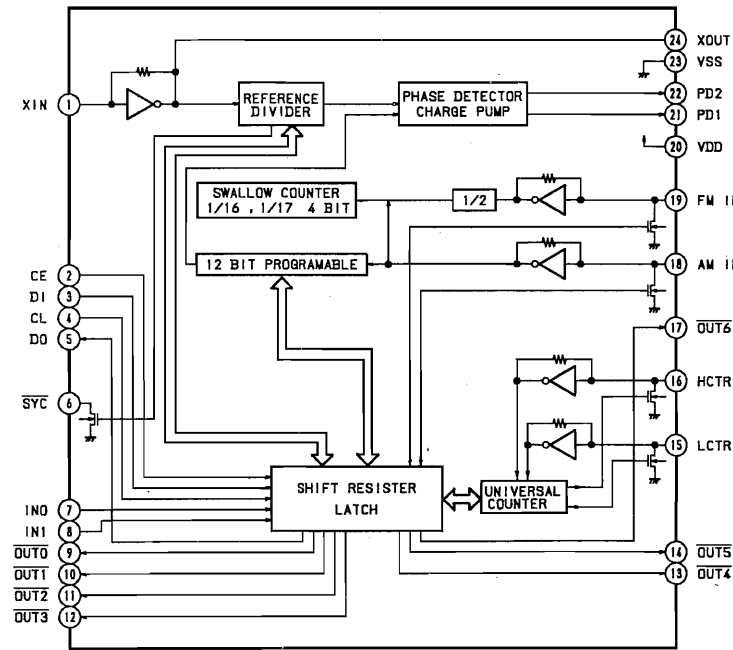 24 XOUT
23 VSS
XIN 1
REFERENCE
DIVIDER
PHASE DETECTOR
CHARGE PUMP
22 PD2
21 PD1
20 VDD
SWALLOW COUNTER
1/16 , 1/17 4 BIT
1/2
19 FM I
12 BIT PROGRAMABLE
18 AM I
CE 2
DI 3
CL 4
DO 5
17 OUT6
SYC 6
16 HCTR
15 LCTR
SHIFT RESISTER
LATCH
UNIVERSAL
COUNTER
IN0 7
IN1 8
OUT0 9
OUT1 10
OUT2 11
OUT3 12
14 OUT5
13 OUT4